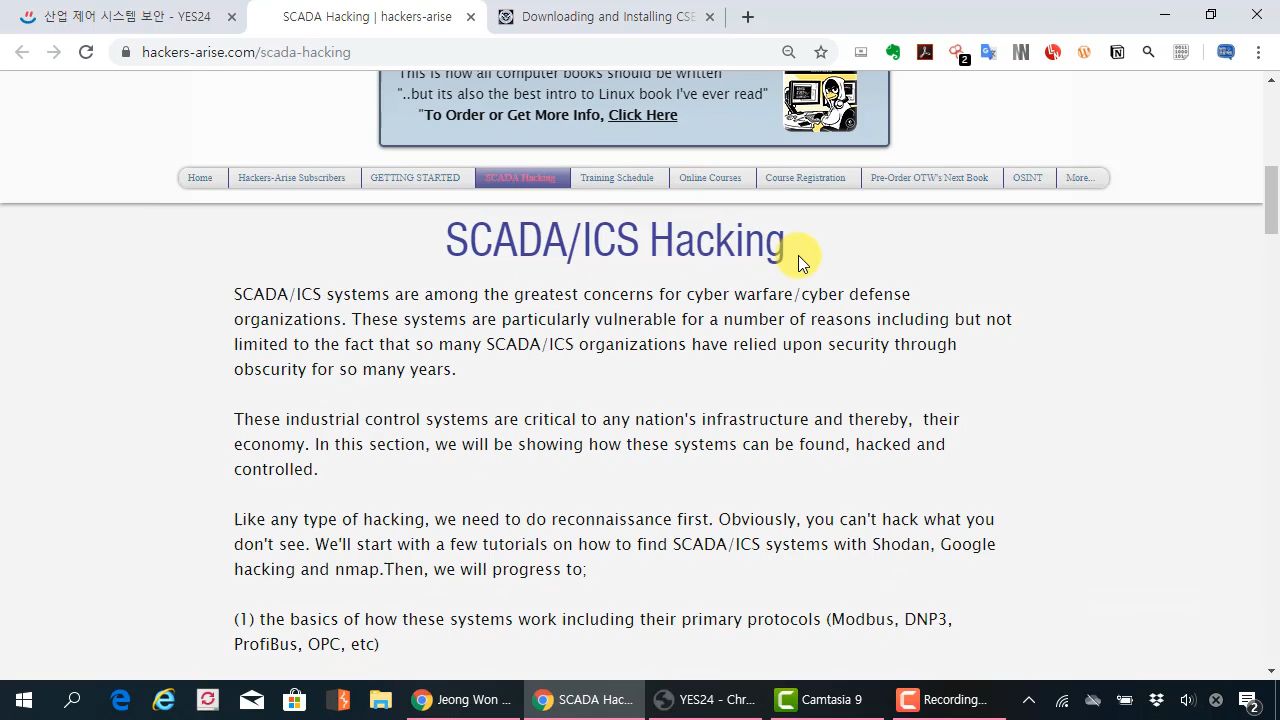 산업 제어 시스템 보안 - YES24
SCADA Hacking | hackers-arise
Downloading and Installing CSE
hackers-arise.com/scada-hacking
2
This is how all computer books should be written
"..but its also the best intro to Linux book I've ever read"
"To Order or Get More Info, Click Here
Home
Hackers-Arise Subscribers
GETTING STARTED
SCADA Hacking
Training Schedule
Online Courses
Course Registration
Pre-Order OTW's Next Book
OSINT
More...
SCADA/ICS Hacking
SCADA/ICS systems are among the greatest concerns for cyber warfare/cyber defense
organizations. These systems are particularly vulnerable for a number of reasons including but not
limited to the fact that so many SCADA/ICS organizations have relied upon security through
obscurity for so many years.
These industrial control systems are critical to any nation's infrastructure and thereby,  their
economy. In this section, we will be showing how these systems can be found, hacked and
controlled.
Like any type of hacking, we need to do reconnaissance first. Obviously, you can't hack what you
don't see. We'll start with a few tutorials on how to find SCADA/ICS systems with Shodan, Google
hacking and nmap.Then, we will progress to;
(1) the basics of how these systems work including their primary protocols (Modbus, DNP3,
ProfiBus, OPC, etc)
Jeong Won ...
SCADA Hac...
YES24 - Chr...
Camtasia 9
Recording...
2